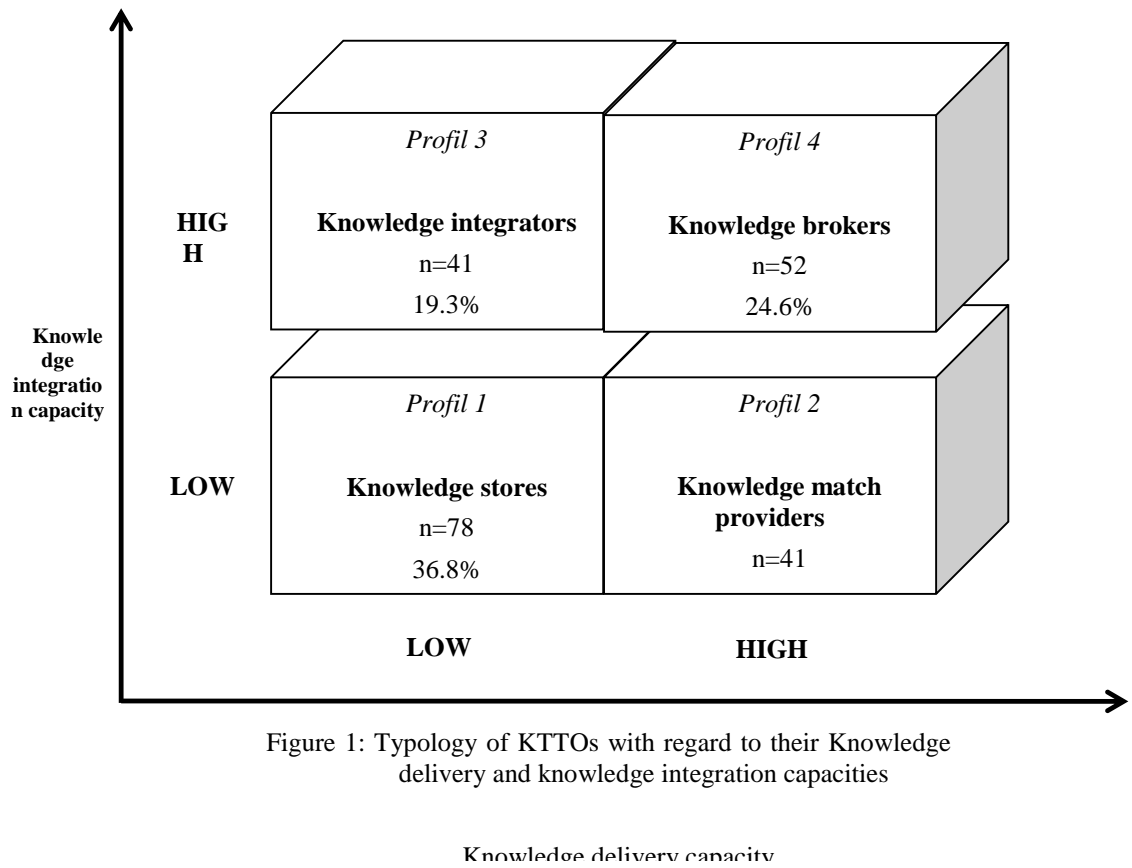 Profil 3
Profil 4
HIG
H
Knowledge integrators
Knowledge brokers
n=41
n=52
19.3%
24.6%
Knowle
dge
integratio
n capacity
Profil 1
Profil 2
LOW
Knowledge stores
Knowledge match
providers
n=78
n=41
36.8%
LOW
HIGH
Figure 1: Typology of KTTOs with regard to their Knowledge
delivery and knowledge integration capacities
Knowledge delivery capacity